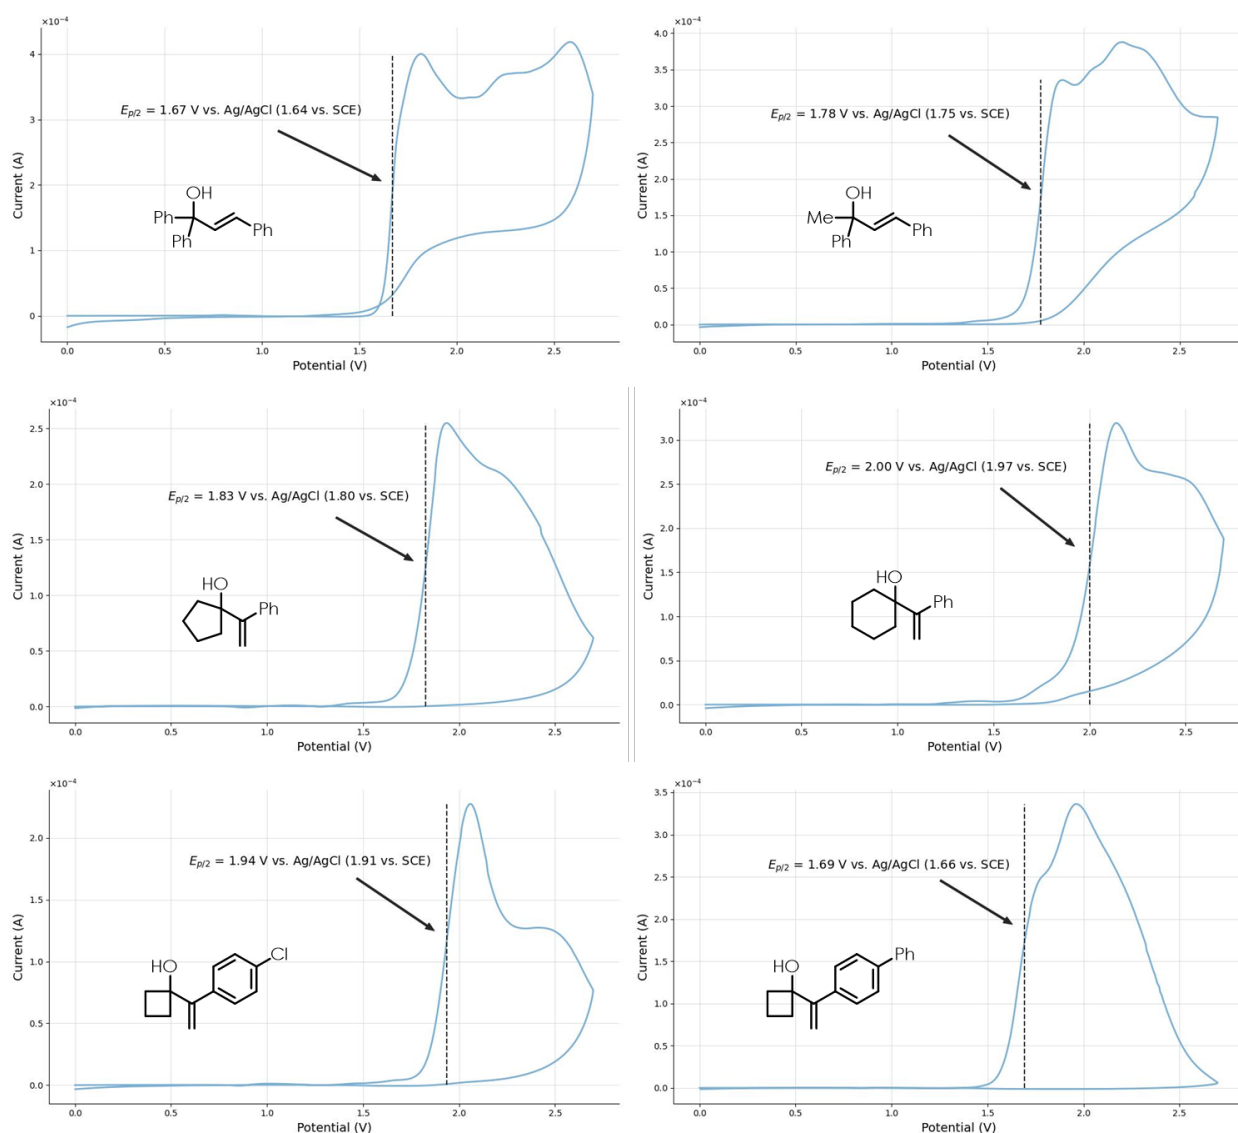 ×10⁻⁴
4
3
2
1
0
0.0 0.5 1.0 1.5 2.0 2.5
Potential (V)
Current (A)
Ep/2 = 1.67 V vs. Ag/AgCl (1.64 vs. SCE)
OH
Ph
Ph
Ph
×10⁻⁴
4.0
3.5
3.0
2.5
2.0
1.5
1.0
0.5
0.0
0.0 0.5 1.0 1.5 2.0 2.5
Potential (V)
Current (A)
Ep/2 = 1.78 V vs. Ag/AgCl (1.75 vs. SCE)
OH
Me
Ph
Ph
×10⁻⁴
2.5
2.0
1.5
1.0
0.5
0.0
0.0 0.5 1.0 1.5 2.0 2.5
Potential (V)
Current (A)
Ep/2 = 1.83 V vs. Ag/AgCl (1.80 vs. SCE)
HO
Ph
×10⁻⁴
3.0
2.5
2.0
1.5
1.0
0.5
0.0
0.0 0.5 1.0 1.5 2.0 2.5
Potential (V)
Current (A)
Ep/2 = 2.00 V vs. Ag/AgCl (1.97 vs. SCE)
HO
Ph
×10⁻⁴
2.0
1.5
1.0
0.5
0.0
0.0 0.5 1.0 1.5 2.0 2.5
Potential (V)
Current (A)
Ep/2 = 1.94 V vs. Ag/AgCl (1.91 vs. SCE)
HO
Cl
×10⁻⁴
3.5
3.0
2.5
2.0
1.5
1.0
0.5
0.0
0.0 0.5 1.0 1.5 2.0 2.5
Potential (V)
Current (A)
Ep/2 = 1.69 V vs. Ag/AgCl (1.66 vs. SCE)
HO
Ph